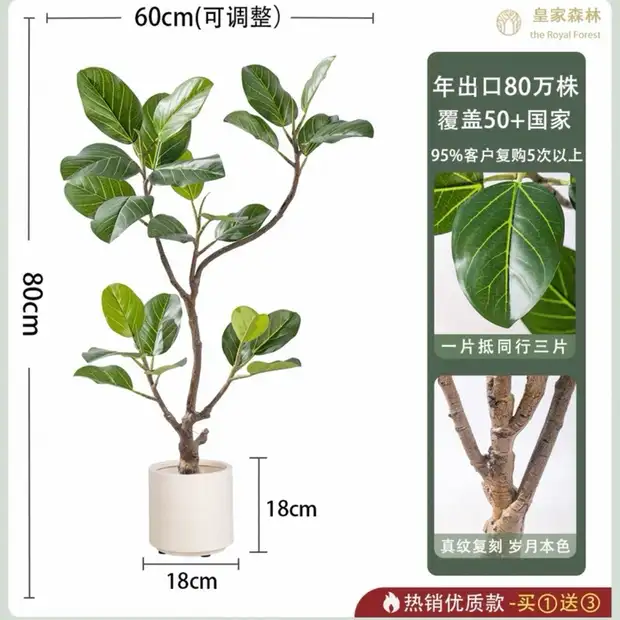 60cm(可调整)
皇家森林
the Royal Forest
年出口80万株
覆盖50+国家
95%客户复购5次以上
80cm
一片抵同行三片
18cm
真纹复刻 岁月本色
18cm
热销优质款-买①送③